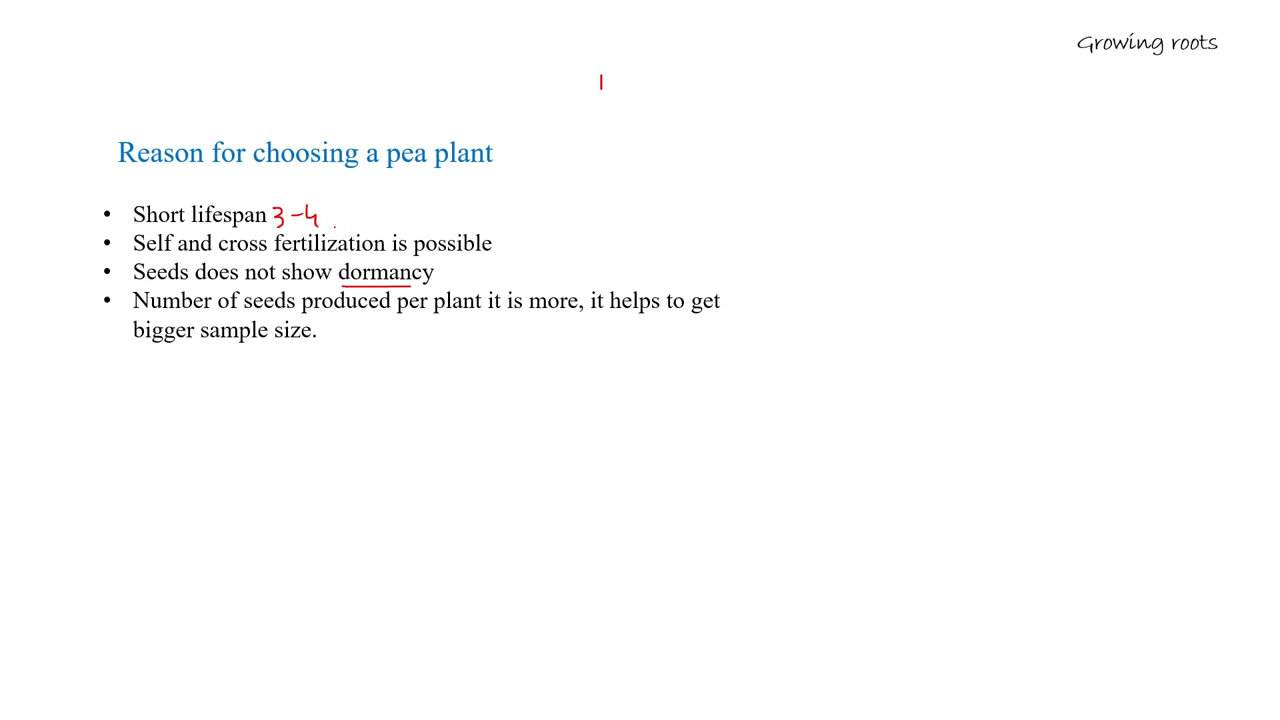 Growing roots
Reason for choosing a pea plant
• Short lifespan 3-4
• Self and cross fertilization is possible
• Seeds does not show dormancy
• Number of seeds produced per plant it is more, it helps to get
bigger sample size.